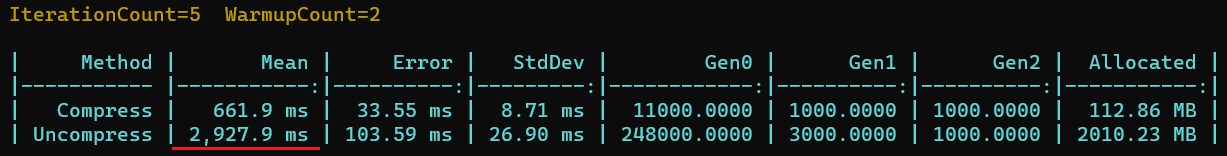 IterationCount=5  WarmupCount=2
|     Method |       Mean |     Error |   StdDev |       Gen0 |      Gen1 |      Gen2 |  Allocated |
|----------- |-----------:|----------:|---------:|------------:|----------:|----------:|-----------:|
|   Compress |   661.9 ms |  33.55 ms |  8.71 ms |  11000.0000 | 1000.0000 | 1000.0000 |  112.86 MB |
| Uncompress | 2,927.9 ms | 103.59 ms | 26.90 ms | 248000.0000 | 3000.0000 | 1000.0000 | 2010.23 MB |